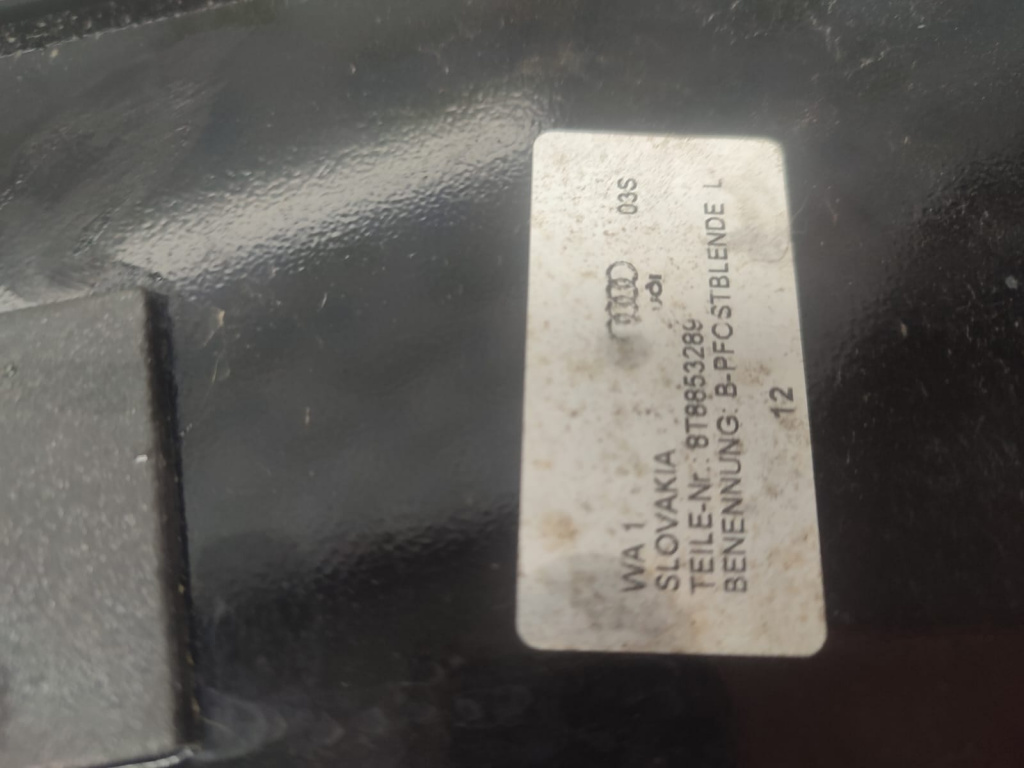 WA 1 03S
SLOVAKIA
TEILE-Nr.: 8T8853289
BENENNUNG: B-PFOSTBLENDE L
12